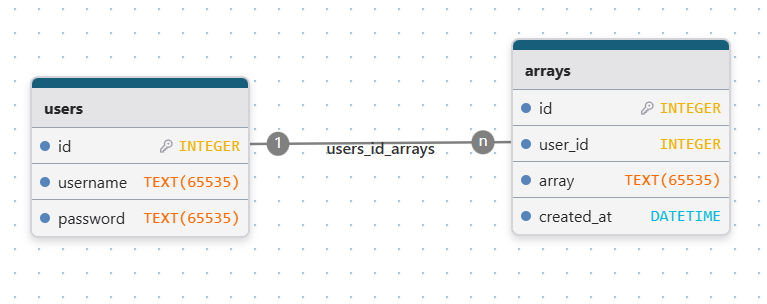 users
id INTEGER
username TEXT(65535)
password TEXT(65535)
1
users_id_arrays
n
arrays
id INTEGER
user_id INTEGER
array TEXT(65535)
created_at DATETIME